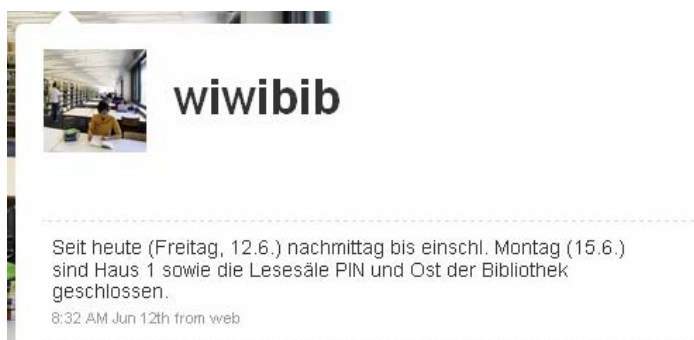 wiwibib
Seit heute (Freitag, 12.6.) nachmittag bis einschl. Montag (15.6.)
sind Haus 1 sowie die Lesesäle PIN und Ost der Bibliothek
geschlossen.
8:32 AM Jun 12th from web